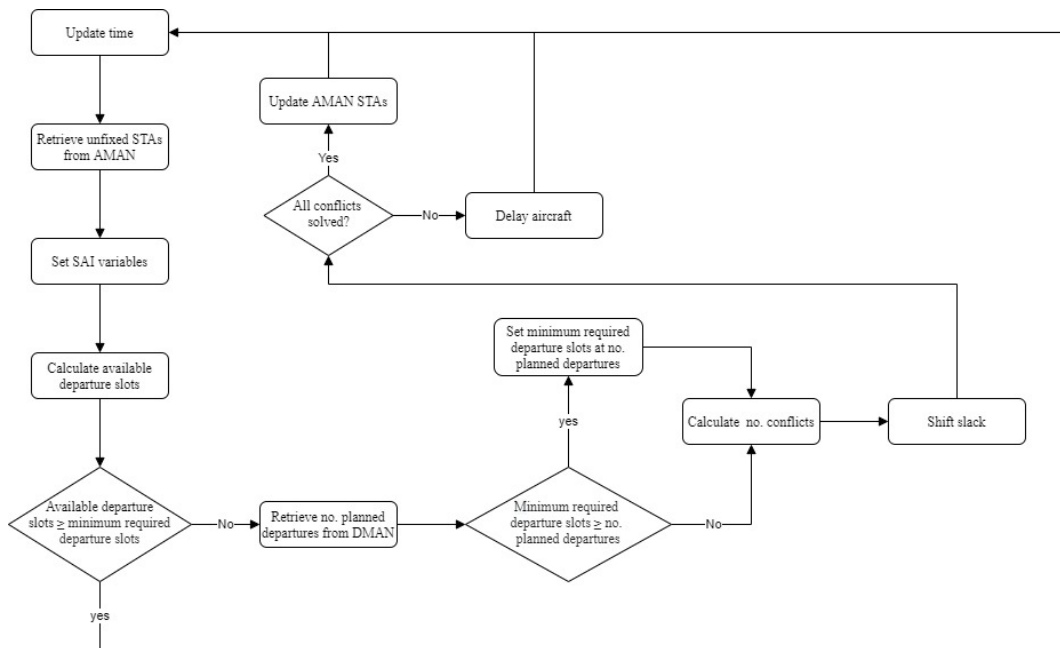 Update time
Update AMAN STAs
Retrieve unfixed STAs
from AMAN
Yes
All conflicts
solved?
No
Delay aircraft
Set SAI variables
Set minimum required
departure slots at no.
planned departures
Calculate available
departure slots
yes
Calculate no. conflicts
Shift slack
Available departure
slots ≥ minimum required
departure slots
No
Retrieve no. planned
departures from DMAN
Minimum required
departure slots ≥ no.
planned departures
No
yes